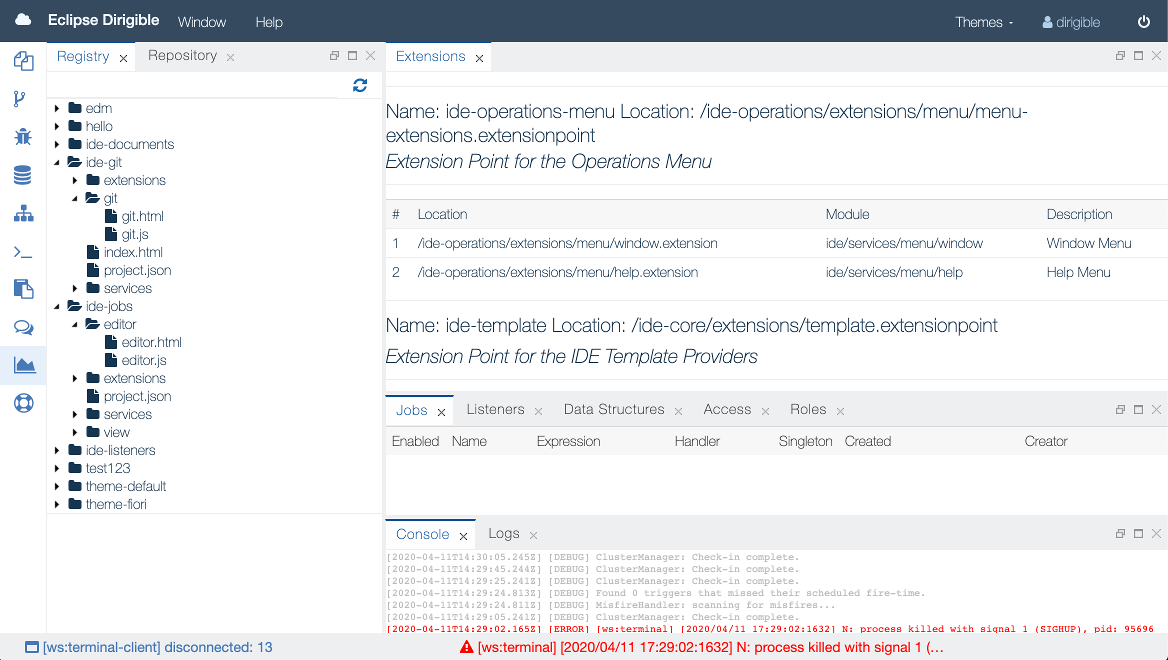 Eclipse Dirigible Window Help Themes dirigible
Registry Repository
edm
hello
ide-documents
ide-git
extensions
git
git.html
git.js
index.html
project.json
services
ide-jobs
editor
editor.html
editor.js
extensions
project.json
services
view
ide-listeners
test123
theme-default
theme-fiori
Extensions
Name: ide-operations-menu Location: /ide-operations/extensions/menu/menu-
extensions.extensionpoint
Extension Point for the Operations Menu
# Location Module Description
1 /ide-operations/extensions/menu/window.extension ide/services/menu/window Window Menu
2 /ide-operations/extensions/menu/help.extension ide/services/menu/help Help Menu
Name: ide-template Location: /ide-core/extensions/template.extensionpoint
Extension Point for the IDE Template Providers
Jobs Listeners Data Structures Access Roles
Enabled Name Expression Handler Singleton Created Creator
Console Logs
[2020-04-11T14:30:05.245Z] [DEBUG] ClusterManager: Check-in complete.
[2020-04-11T14:29:45.244Z] [DEBUG] ClusterManager: Check-in complete.
[2020-04-11T14:29:25.241Z] [DEBUG] ClusterManager: Check-in complete.
[2020-04-11T14:29:24.813Z] [DEBUG] Found 0 triggers that missed their scheduled fire-time.
[2020-04-11T14:29:24.811Z] [DEBUG] MisfireHandler: scanning for misfires...
[2020-04-11T14:29:05.241Z] [DEBUG] ClusterManager: Check-in complete.
[2020-04-11T14:29:02.165Z] [ERROR] [ws:terminal] [2020/04/11 17:29:02:1632] N: process killed with signal 1 (SIGHUP), pid: 95696
[ws:terminal-client] disconnected: 13 [ws:terminal] [2020/04/11 17:29:02:1632] N: process killed with signal 1 (…